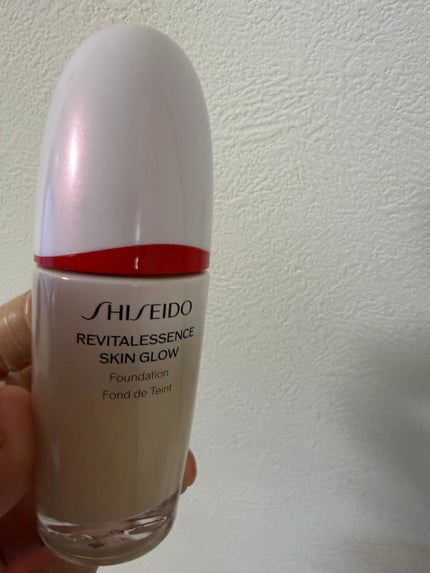 SHISEIDO
REVITALESSENCE
SKIN GLOW
Foundation
Fond de Teint